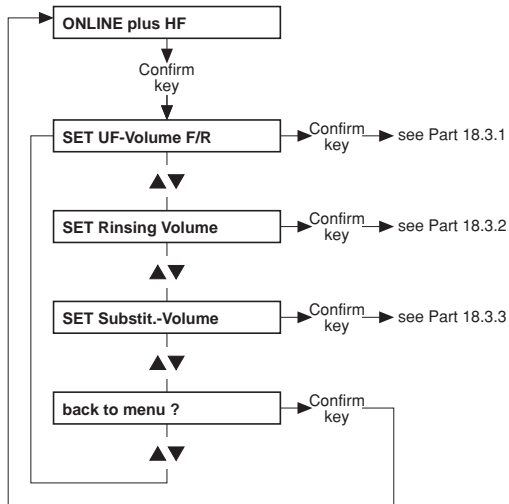 ONLINE plus HF
Confirm
key
SET UF-Volume F/R
Confirm
key
see Part 18.3.1
▲▼
SET Rinsing Volume
Confirm
key
see Part 18.3.2
▲▼
SET Substit.-Volume
Confirm
key
see Part 18.3.3
▲▼
back to menu ?
Confirm
key
▲▼